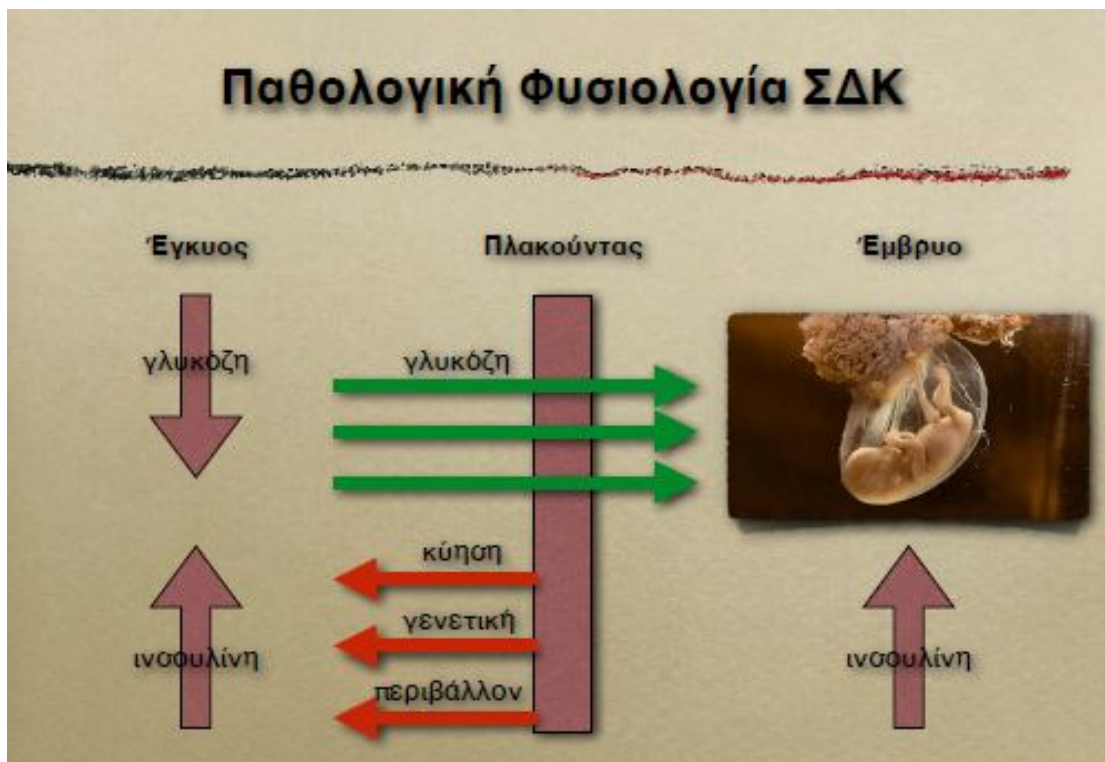 Παθολογική Φυσιολογία ΣΔΚ
Έγκυος
Πλακούντας
Έμβρυο
γλυκόζη
γλυκόζη
κύηση
γενετική
περιβάλλον
ινσουλίνη
ινσουλίνη